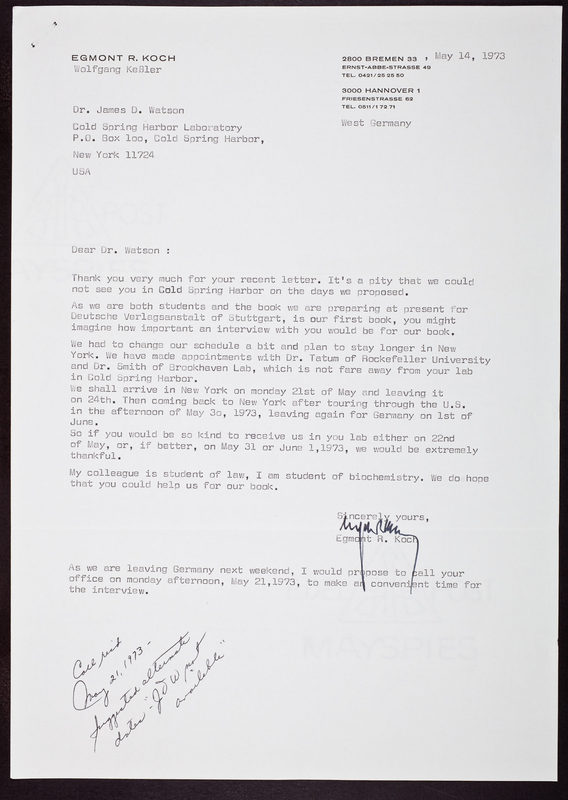 EGMONT R. KOCH
Wolfgang Keßler
2800 BREMEN 33 , May 14, 1973
ERNST-ABBE-STRASSE 49
TEL. 0421/25 25 50
3000 HANNOVER 1
FRIESENSTRASSE 62
TEL. 0511/1 72 71
West Germany
Dr. James D. Watson
Cold Spring Harbor Laboratory
P.O. Box 1oo, Cold Spring Harbor,
New York 11724
USA
Dear Dr. Watson :
Thank you very much for your recent letter. It's a pity that we could
not see you in Cold Spring Harbor on the days we proposed.
As we are both students and the book we are preparing at present for
Deutsche Verlagsanstalt of Stuttgart, is our first book, you might
imagine how important an interview with you would be for our book.
We had to change our schedule a bit and plan to stay longer in New
York. We have made appointments with Dr. Tatum of Rockefeller University
and Dr. Smith of Brookhaven Lab, which is not fare away from your lab
in Cold Spring Harbor.
We shall arrive in New York on monday 21st of May and leaving it
on 24th. Then coming back to New York after touring through the U.S.
in the afternoon of May 3o, 1973, leaving again for Germany on 1st of
June.
So if you would be so kind to receive us in you lab either on 22nd
of May, or, if better, on May 31 or June 1,1973, we would be extremely
thankful.
My colleague is student of law, I am student of biochemistry. We do hope
that you could help us for our book.
Sincerely yours,
Egmont R. Koch
As we are leaving Germany next weekend, I would propose to call your
office on monday afternoon, May 21,1973, to make an convenient time for
the interview.
Call rec'd
May 21, 1973 -
suggested alternate
dates - "JDW not
available"
POST
MAYSPIES